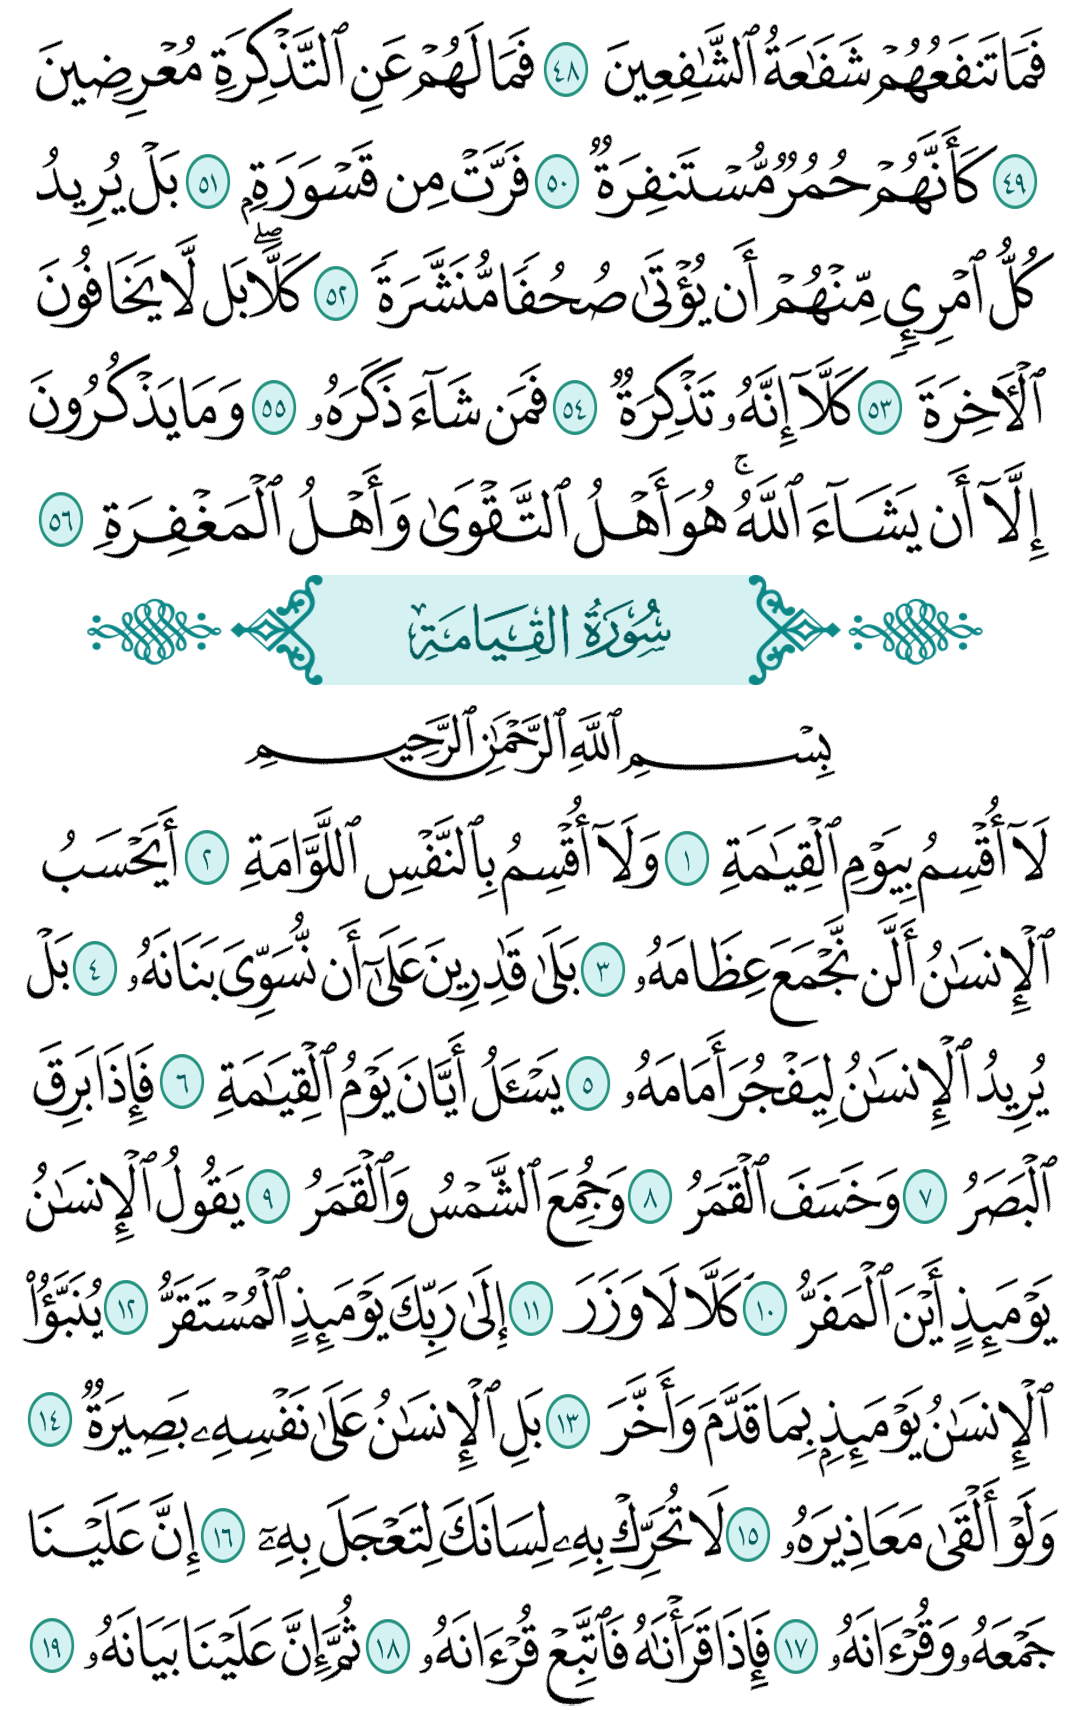 فَمَا تَنفَعُهُمۡ شَفَٰعَةُ ٱلشَّٰفِعِينَ ٤٨ فَمَا لَهُمۡ عَنِ ٱلتَّذۡكِرَةِ مُعۡرِضِينَ
٤٩ كَأَنَّهُمۡ حُمُرٞ مُّسۡتَنفِرَةٞ ٥٠ فَرَّتۡ مِن قَسۡوَرَةِۭ ٥١ بَلۡ يُرِيدُ
كُلُّ ٱمۡرِيٕٖ مِّنۡهُمۡ أَن يُؤۡتَىٰ صُحُفٗا مُّنَشَّرَةٗ ٥٢ كَلَّاۖ بَل لَّا يَخَافُونَ
ٱلۡأٓخِرَةَ ٥٣ كَلَّآ إِنَّهُۥ تَذۡكِرَةٞ ٥٤ فَمَن شَآءَ ذَكَرَهُۥ ٥٥ وَمَا يَذۡكُرُونَ
إِلَّآ أَن يَشَآءَ ٱللَّهُۚ هُوَ أَهۡلُ ٱلتَّقۡوَىٰ وَأَهۡلُ ٱلۡمَغۡفِرَةِ ٥٦
سُورَةُ القِيَامَةِ
بِسۡمِ ٱللَّهِ ٱلرَّحۡمَٰنِ ٱلرَّحِيمِ
لَآ أُقۡسِمُ بِيَوۡمِ ٱلۡقِيَٰمَةِ ١ وَلَآ أُقۡسِمُ بِٱلنَّفۡسِ ٱللَّوَّامَةِ ٢ أَيَحۡسَبُ
ٱلۡإِنسَٰنُ أَلَّن نَّجۡمَعَ عِظَامَهُۥ ٣ بَلَىٰ قَٰدِرِينَ عَلَىٰٓ أَن نُّسَوِّيَ بَنَانَهُۥ ٤ بَلۡ
يُرِيدُ ٱلۡإِنسَٰنُ لِيَفۡجُرَ أَمَامَهُۥ ٥ يَسۡـَٔلُ أَيَّانَ يَوۡمُ ٱلۡقِيَٰمَةِ ٦ فَإِذَا بَرِقَ
ٱلۡبَصَرُ ٧ وَخَسَفَ ٱلۡقَمَرُ ٨ وَجُمِعَ ٱلشَّمۡسُ وَٱلۡقَمَرُ ٩ يَقُولُ ٱلۡإِنسَٰنُ
يَوۡمَئِذٍ أَيۡنَ ٱلۡمَفَرُّ ١٠ كَلَّا لَا وَزَرَ ١١ إِلَىٰ رَبِّكَ يَوۡمَئِذٍ ٱلۡمُسۡتَقَرُّ ١٢ يُنَبَّؤُاْ
ٱلۡإِنسَٰنُ يَوۡمَئِذِۭ بِمَا قَدَّمَ وَأَخَّرَ ١٣ بَلِ ٱلۡإِنسَٰنُ عَلَىٰ نَفۡسِهِۦ بَصِيرَةٞ ١٤
وَلَوۡ أَلۡقَىٰ مَعَاذِيرَهُۥ ١٥ لَا تُحَرِّكۡ بِهِۦ لِسَانَكَ لِتَعۡجَلَ بِهِۦٓ ١٦ إِنَّ عَلَيۡنَا
جَمۡعَهُۥ وَقُرۡءَانَهُۥ ١٧ فَإِذَا قَرَأۡنَٰهُ فَٱتَّبِعۡ قُرۡءَانَهُۥ ١٨ ثُمَّ إِنَّ عَلَيۡنَا بَيَانَهُۥ ١٩